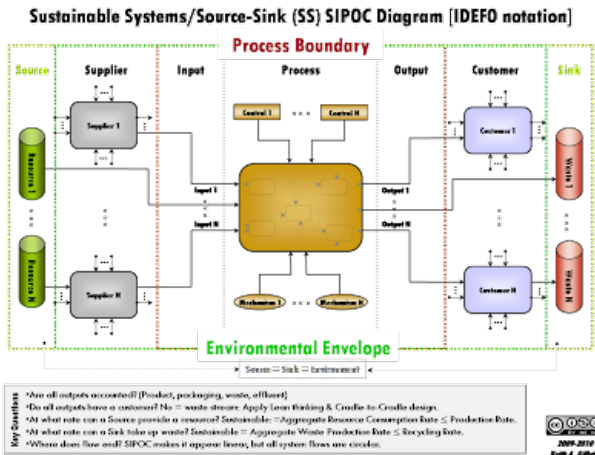 Sustainable Systems/Source-Sink (SS) SIPOC Diagram [IDEF0 notation]
Process Boundary
Source
Supplier
Input
Process
Output
Customer
Sink
Control 1
Control N
Supplier 1
Customer 1
Resource 1
Waste 1
Input 1
Output 1
Input N
Output N
Resource N
Supplier N
Mechanism 1
Mechanism N
Customer N
Waste N
Environmental Envelope
Source = Sink = Environment
Key Questions
•Are all outputs accounted? (Product, packaging, waste, effluent)
•Do all outputs have a customer? No = waste stream: Apply Lean thinking & Cradle-to-Cradle design.
•At what rate can a Source provide a resource? Sustainable: =Aggregate Resource Consumption Rate ≤ Production Rate.
•At what rate can a Sink take up waste? Sustainable = Aggregate Waste Production Rate ≤ Recycling Rate.
•Where does flow end? SIPOC makes it appear linear, but all system flows are circular.
2009-2010
Keith A.